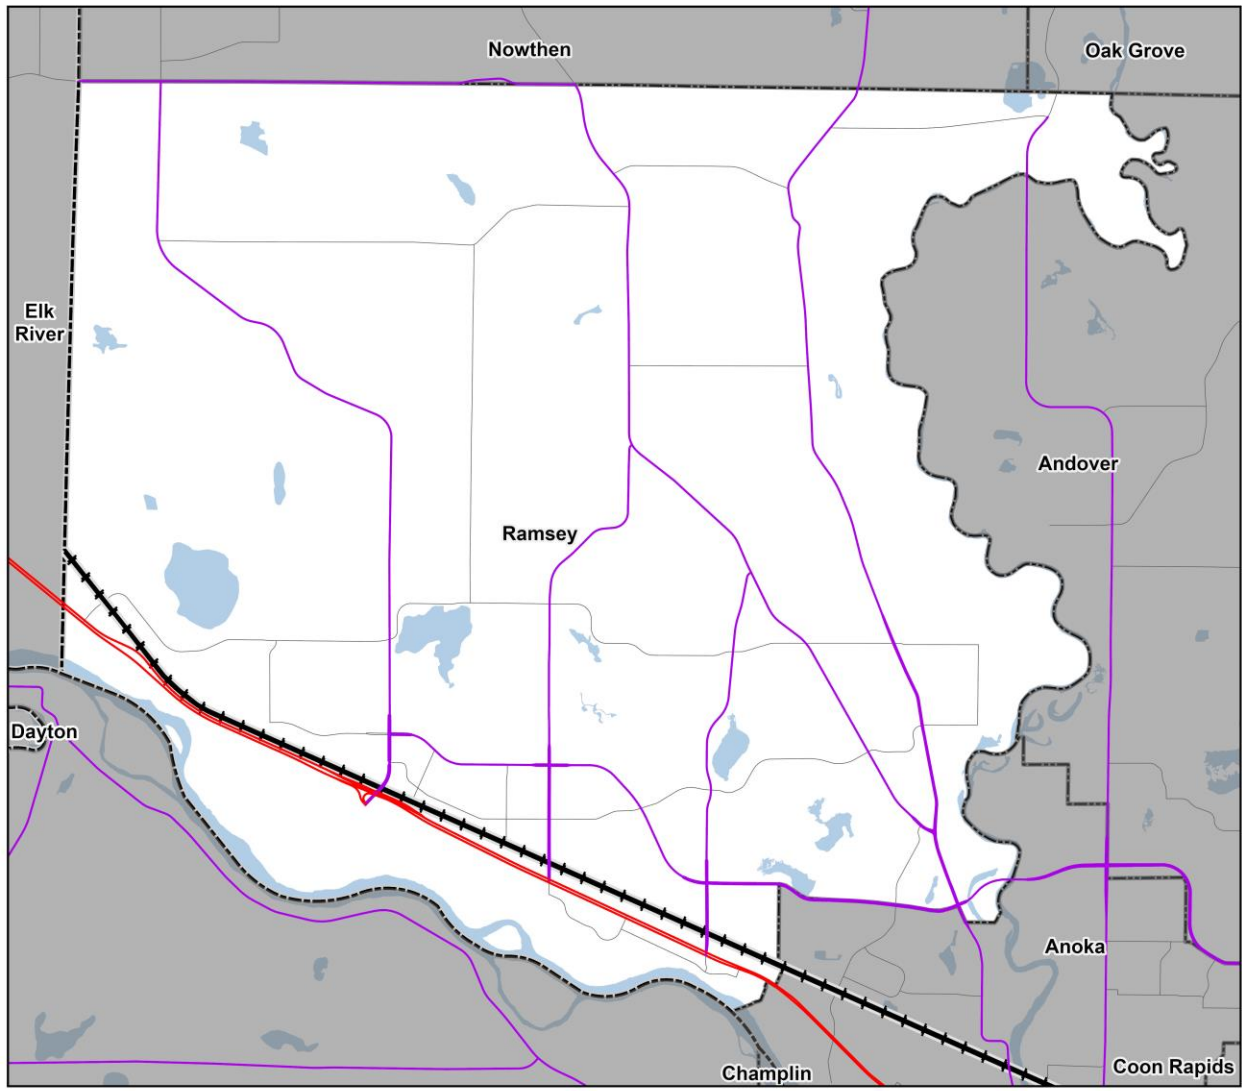 Nowthen
Oak Grove
Elk
River
Andover
Ramsey
Dayton
Anoka
Champlin
Coon Rapids